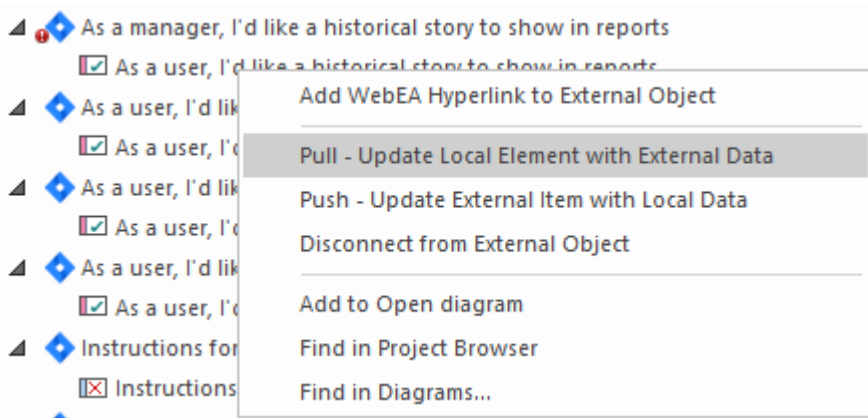 As a manager, I'd like a historical story to show in reports
As a user, I'd like a historical story to show in reports
Add WebEA Hyperlink to External Object
As a user, I'd lik
As a user, I'd
Pull - Update Local Element with External Data
As a user, I'd lik
Push - Update External Item with Local Data
As a user, I'd
Disconnect from External Object
As a user, I'd lik
As a user, I'd
Add to Open diagram
Instructions for
Find in Project Browser
Instructions
Find in Diagrams...